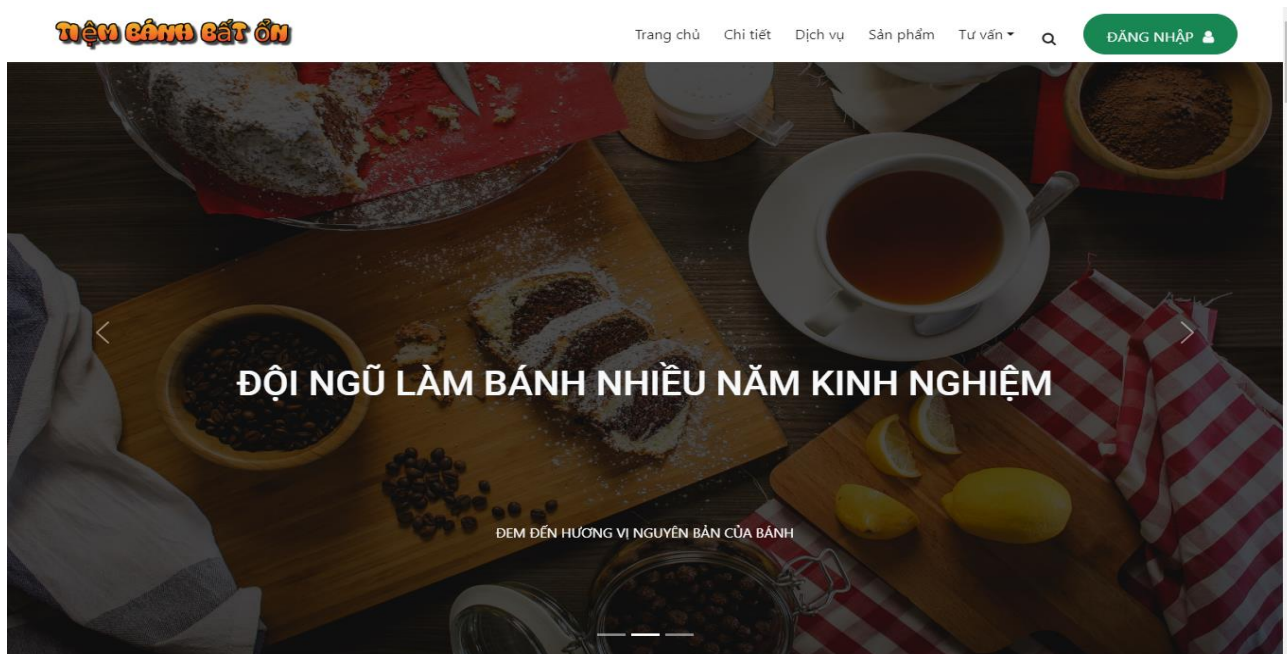 TIỆM BÁNH BẤT ỔN
Trang chủ Chi tiết Dịch vụ Sản phẩm Tư vấn ĐĂNG NHẬP
ĐỘI NGŨ LÀM BÁNH NHIỀU NĂM KINH NGHIỆM
ĐEM ĐẾN HƯƠNG VỊ NGUYÊN BẢN CỦA BÁNH